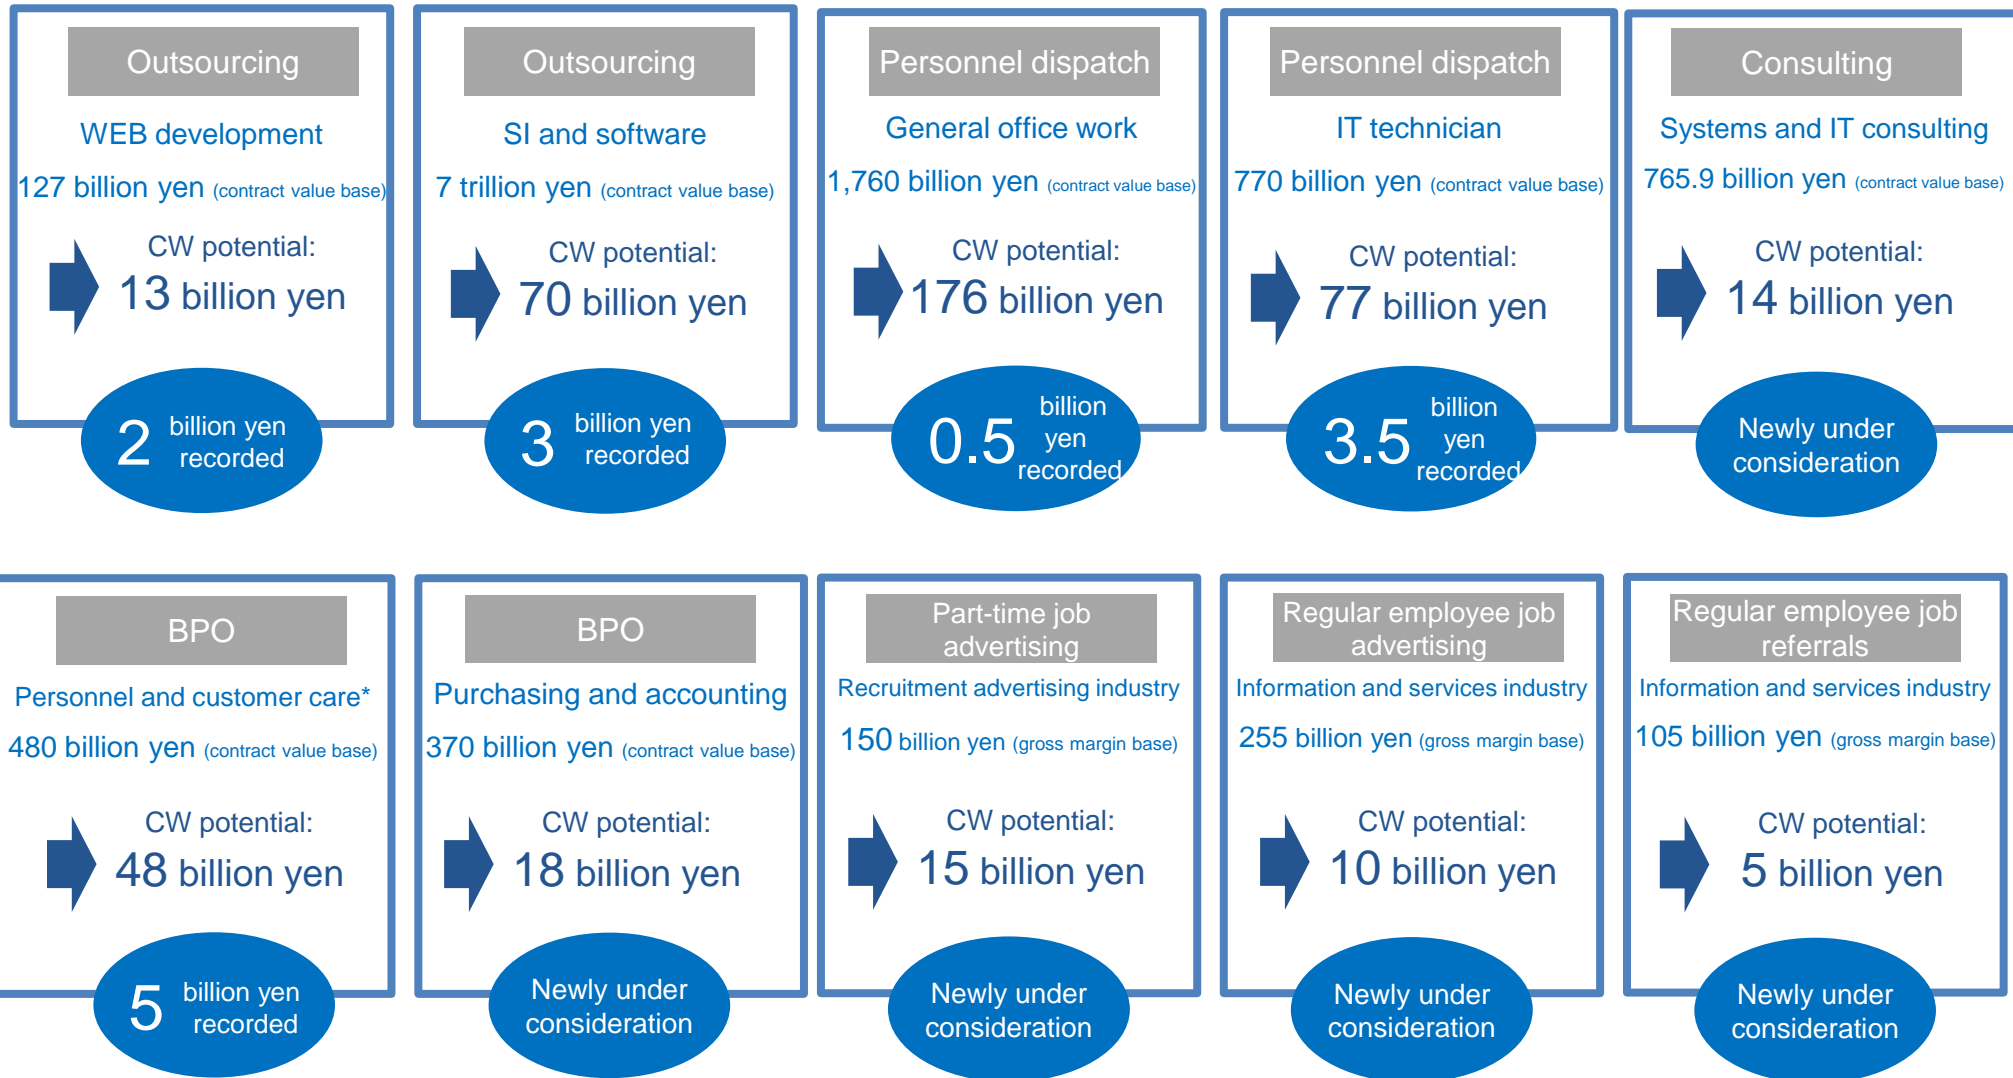 Outsourcing
WEB development
127 billion yen (contract value base)
CW potential:
13 billion yen
2 billion yen
recorded
Outsourcing
SI and software
7 trillion yen (contract value base)
CW potential:
70 billion yen
3 billion yen
recorded
Personnel dispatch
General office work
1,760 billion yen (contract value base)
CW potential:
176 billion yen
0.5 billion
yen
recorded
Personnel dispatch
IT technician
770 billion yen (contract value base)
CW potential:
77 billion yen
3.5 billion
yen
recorded
Consulting
Systems and IT consulting
765.9 billion yen (contract value base)
CW potential:
14 billion yen
Newly under
consideration
BPO
Personnel and customer care*
480 billion yen (contract value base)
CW potential:
48 billion yen
5 billion yen
recorded
BPO
Purchasing and accounting
370 billion yen (contract value base)
CW potential:
18 billion yen
Newly under
consideration
Part-time job
advertising
Recruitment advertising industry
150 billion yen (gross margin base)
CW potential:
15 billion yen
Newly under
consideration
Regular employee job
advertising
Information and services industry
255 billion yen (gross margin base)
CW potential:
10 billion yen
Newly under
consideration
Regular employee job
referrals
Information and services industry
105 billion yen (gross margin base)
CW potential:
5 billion yen
Newly under
consideration